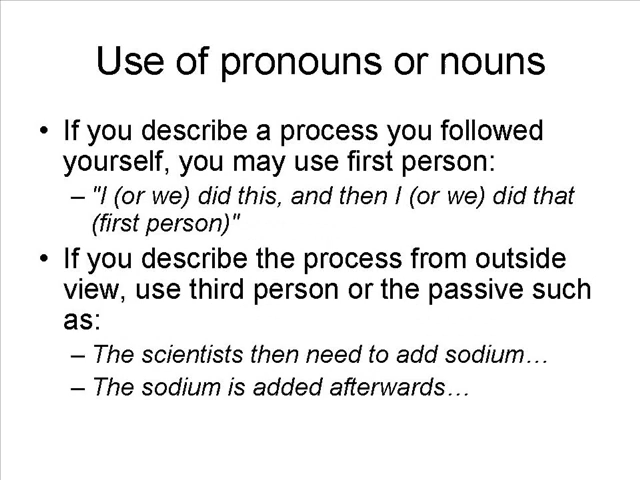 Use of pronouns or nouns
• If you describe a process you followed
yourself, you may use first person:
– "I (or we) did this, and then I (or we) did that
(first person)"
• If you describe the process from outside
view, use third person or the passive such
as:
– The scientists then need to add sodium…
– The sodium is added afterwards…